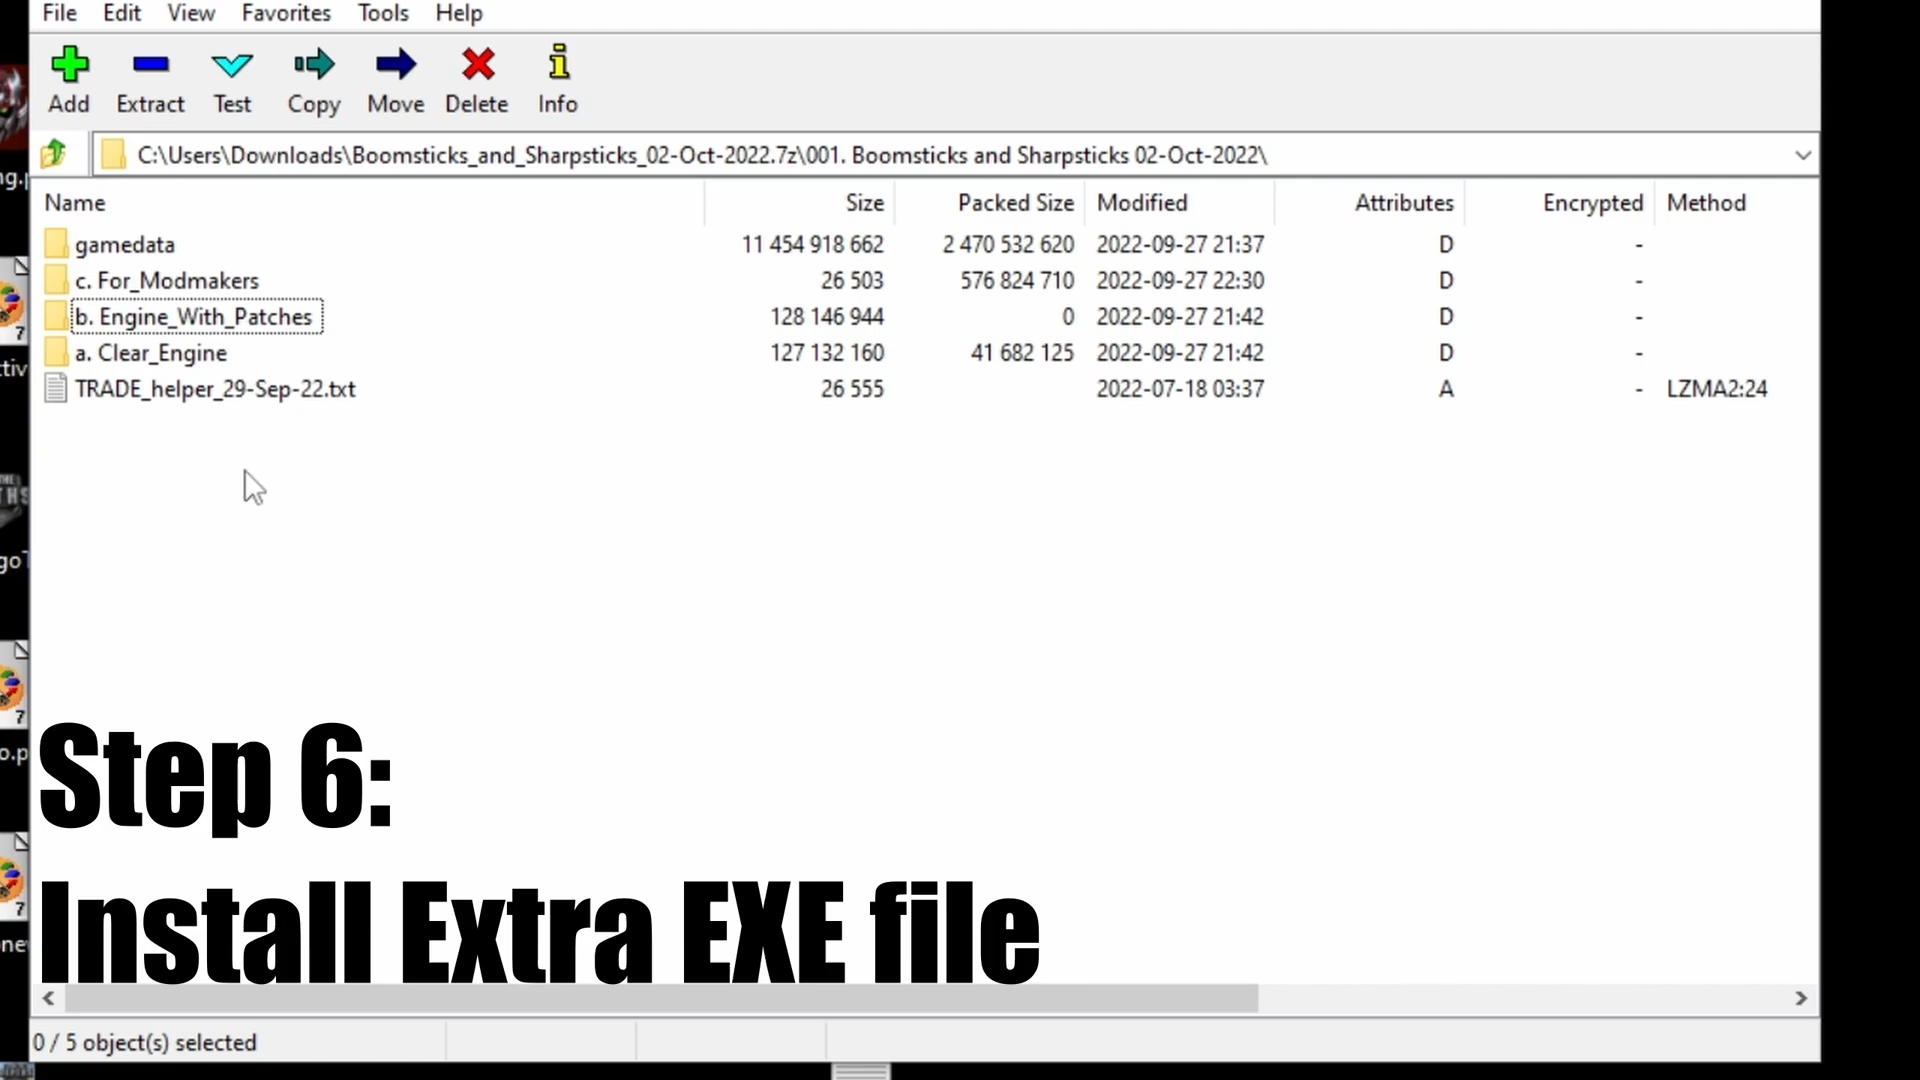 File Edit View Favorites Tools Help
Add Extract Test Copy Move Delete Info
C:\Users\Downloads\Boomsticks_and_Sharpsticks_02-Oct-2022.7z\001. Boomsticks and Sharpsticks 02-Oct-2022\
Name Size Packed Size Modified Attributes Encrypted Method
gamedata 11 454 918 662 2 470 532 620 2022-09-27 21:37 D -
c. For_Modmakers 26 503 576 824 710 2022-09-27 22:30 D -
b. Engine_With_Patches 128 146 944 0 2022-09-27 21:42 D -
a. Clear_Engine 127 132 160 41 682 125 2022-09-27 21:42 D -
TRADE_helper_29-Sep-22.txt 26 555 2022-07-18 03:37 A - LZMA2:24
Step 6:
Install Extra EXE file
0 / 5 object(s) selected